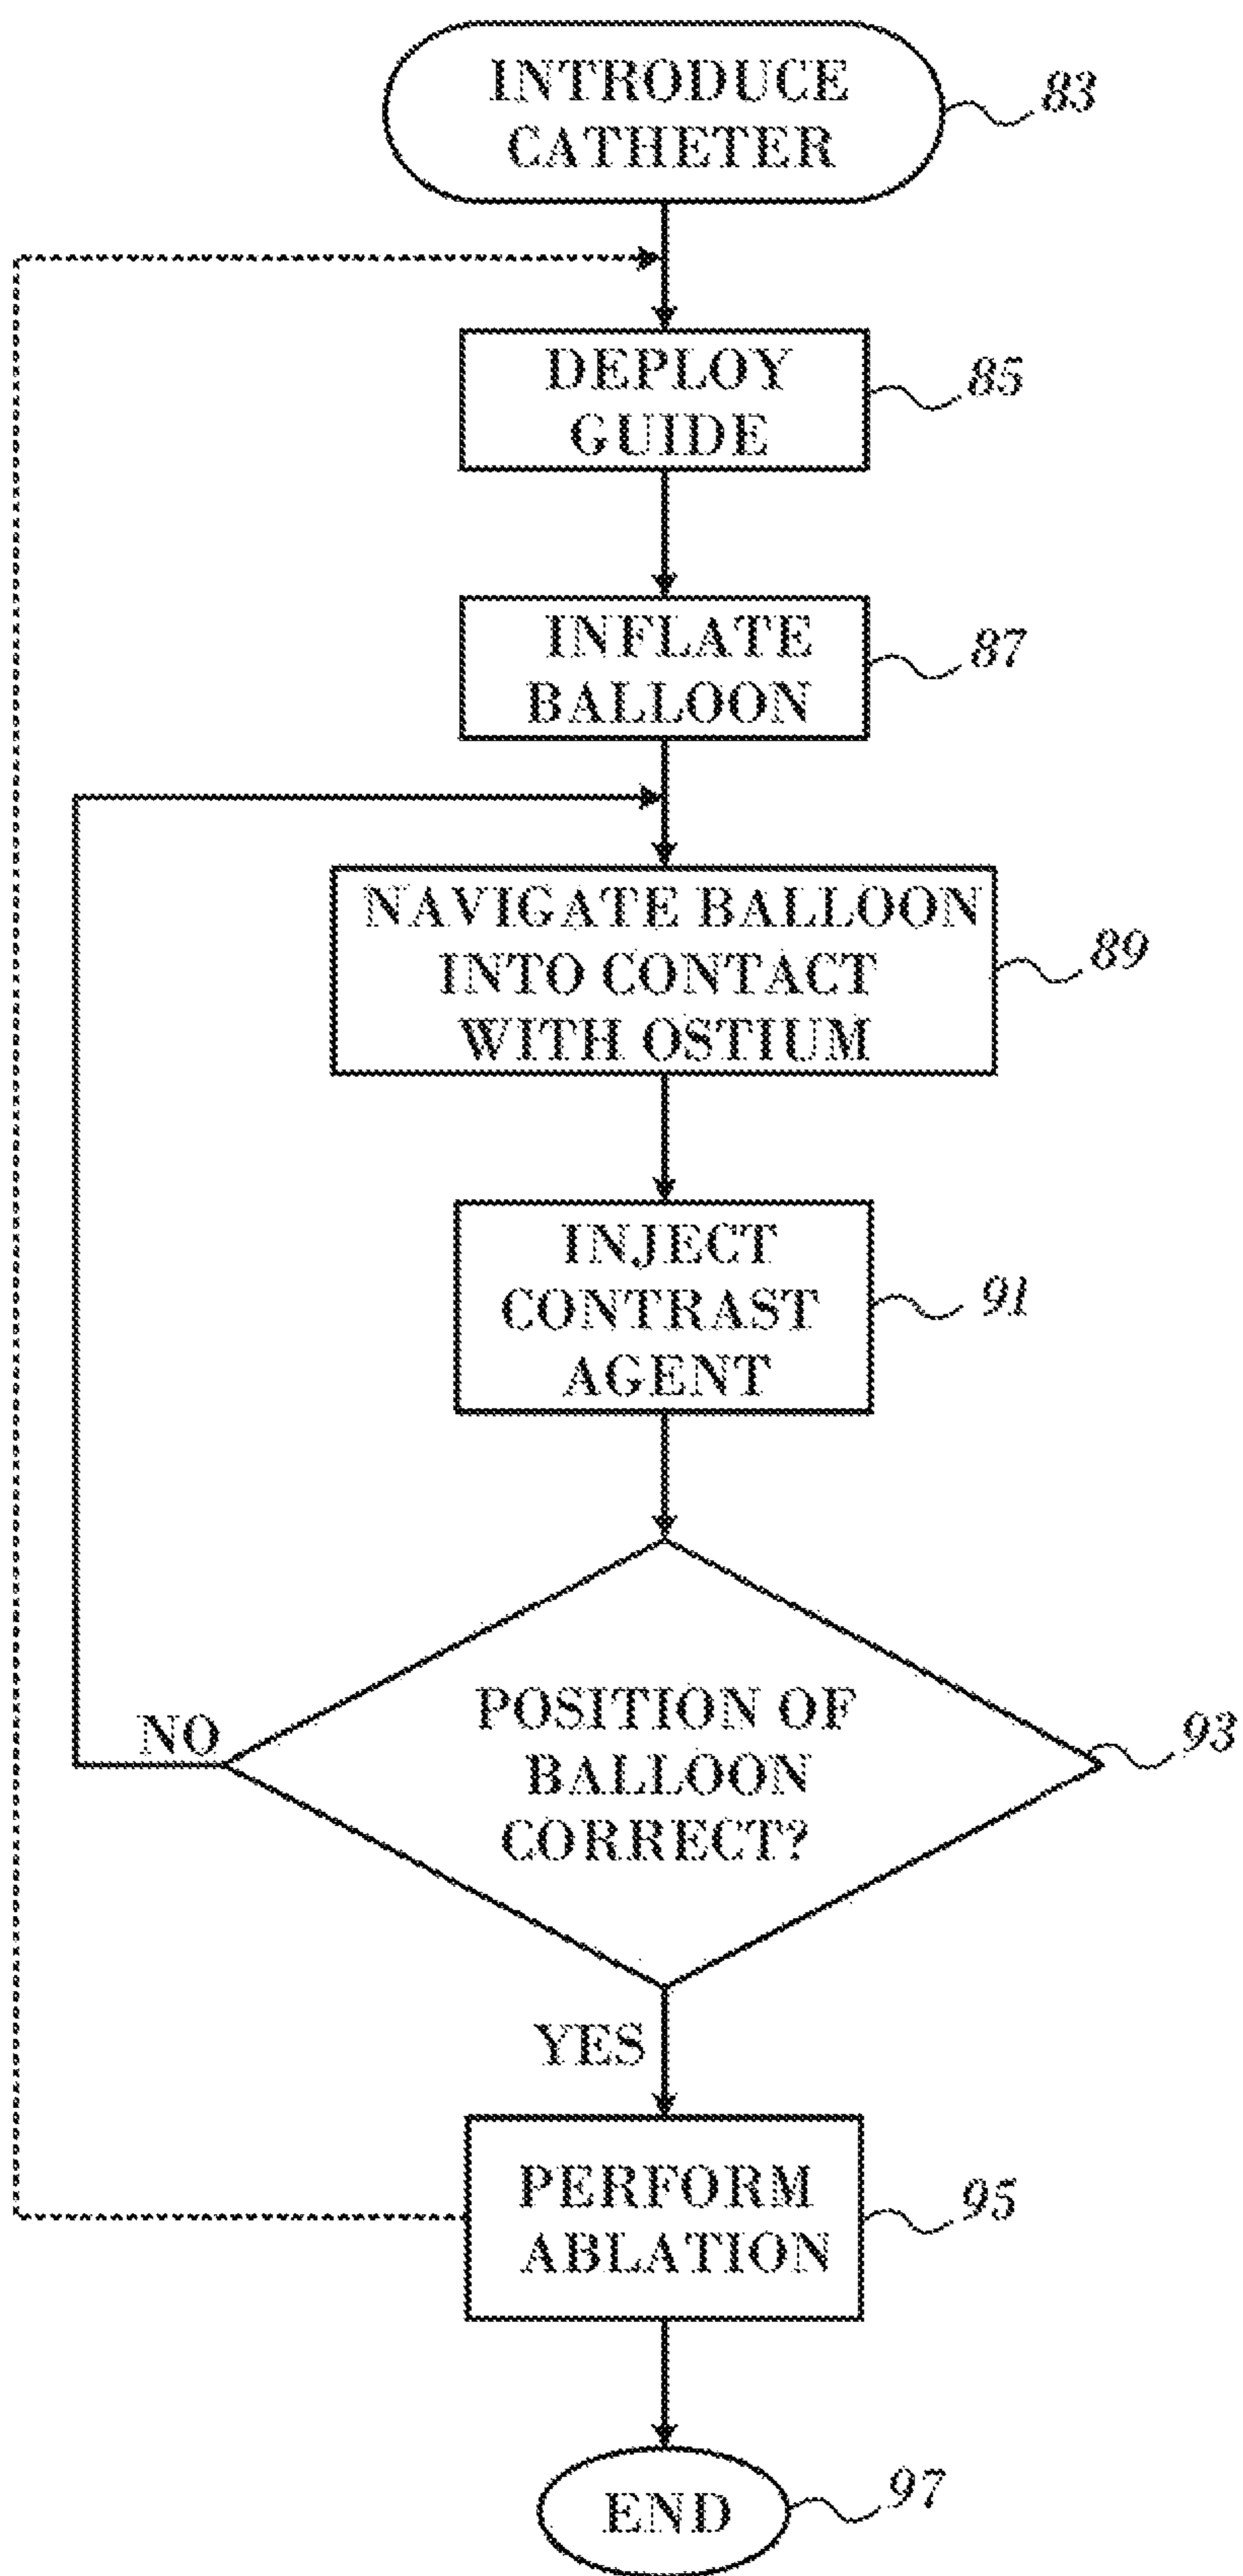 INTRODUCE
CATHETER
83
DEPLOY
GUIDE
85
INFLATE
BALLOON
87
NAVIGATE BALLOON
INTO CONTACT
WITH OSTIUM
89
INJECT
CONTRAST
AGENT
91
POSITION OF
BALLOON
CORRECT?
93
NO
YES
PERFORM
ABLATION
95
END
97